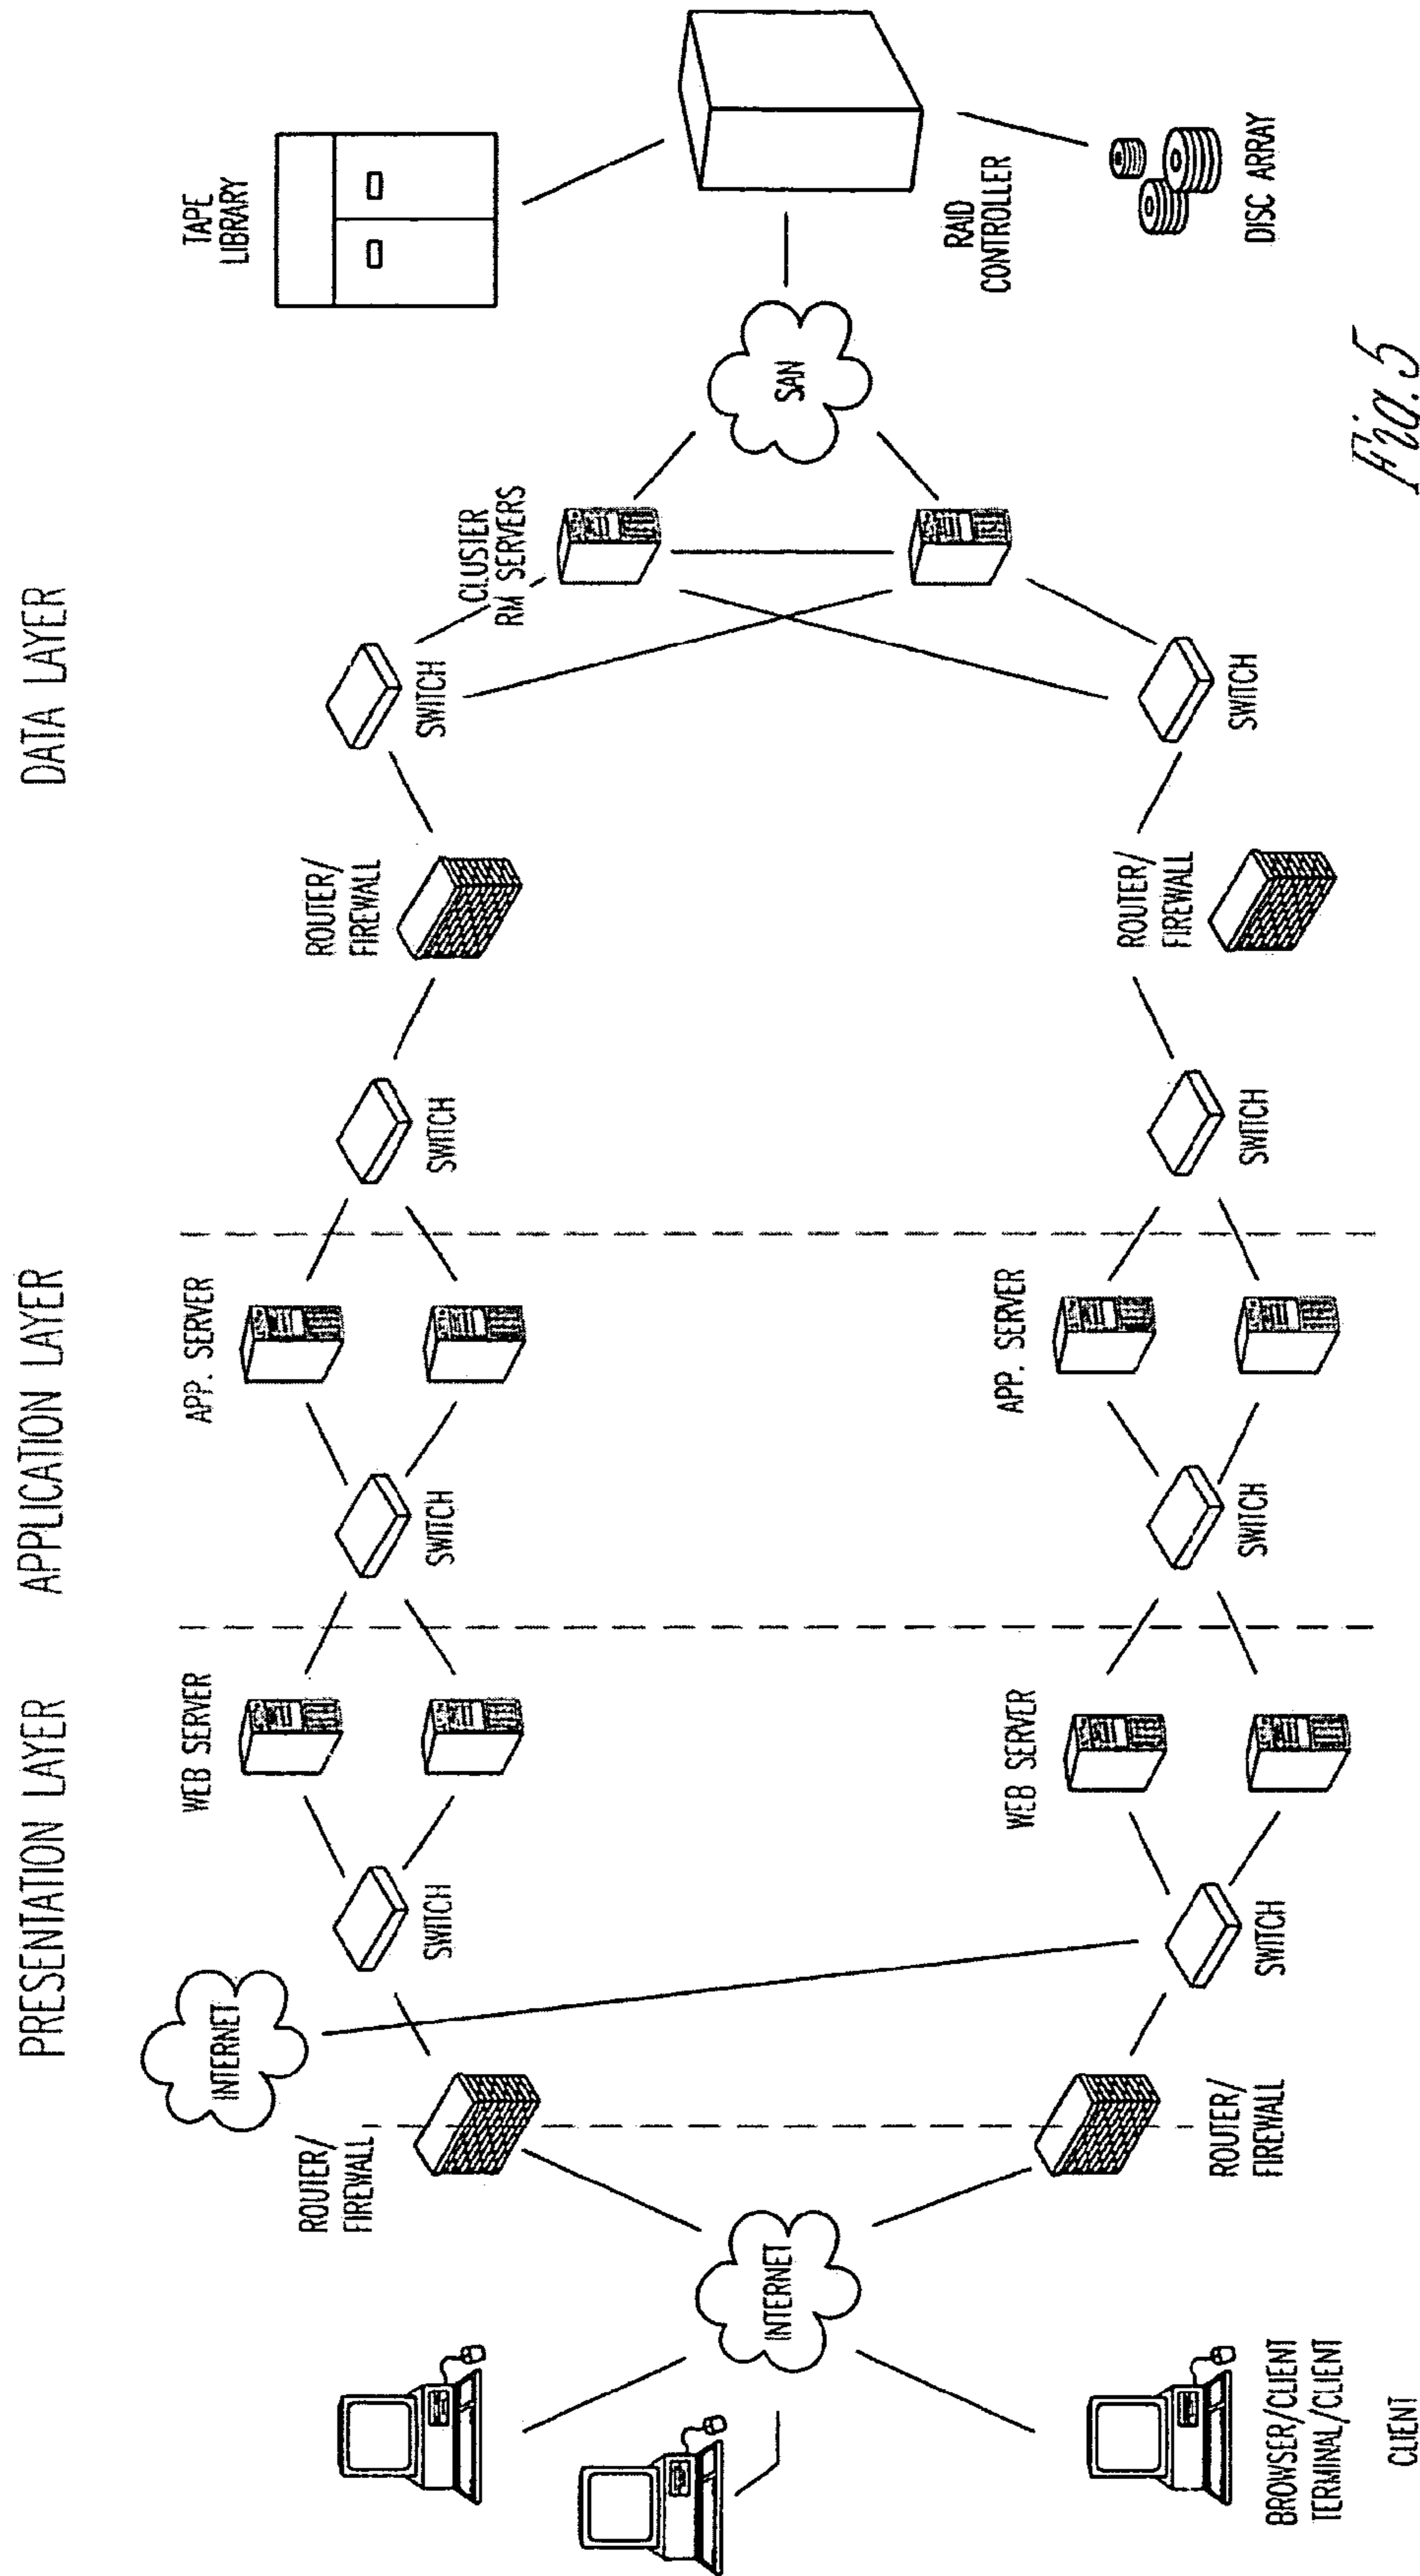 PRESENTATION LAYER
APPLICATION LAYER
DATA LAYER
INTERNET
ROUTER/
FIREWALL
SWITCH
WEB SERVER
SWITCH
APP. SERVER
SWITCH
ROUTER/
FIREWALL
SWITCH
CLUSTER
RM SERVERS
TAPE
LIBRARY
INTERNET
SAN
RAID
CONTROLLER
ROUTER/
FIREWALL
SWITCH
WEB SERVER
SWITCH
APP. SERVER
SWITCH
ROUTER/
FIREWALL
SWITCH
DISC ARRAY
BROWSER/CLIENT
TERMINAL/CLIENT
CLIENT
Fig. 5